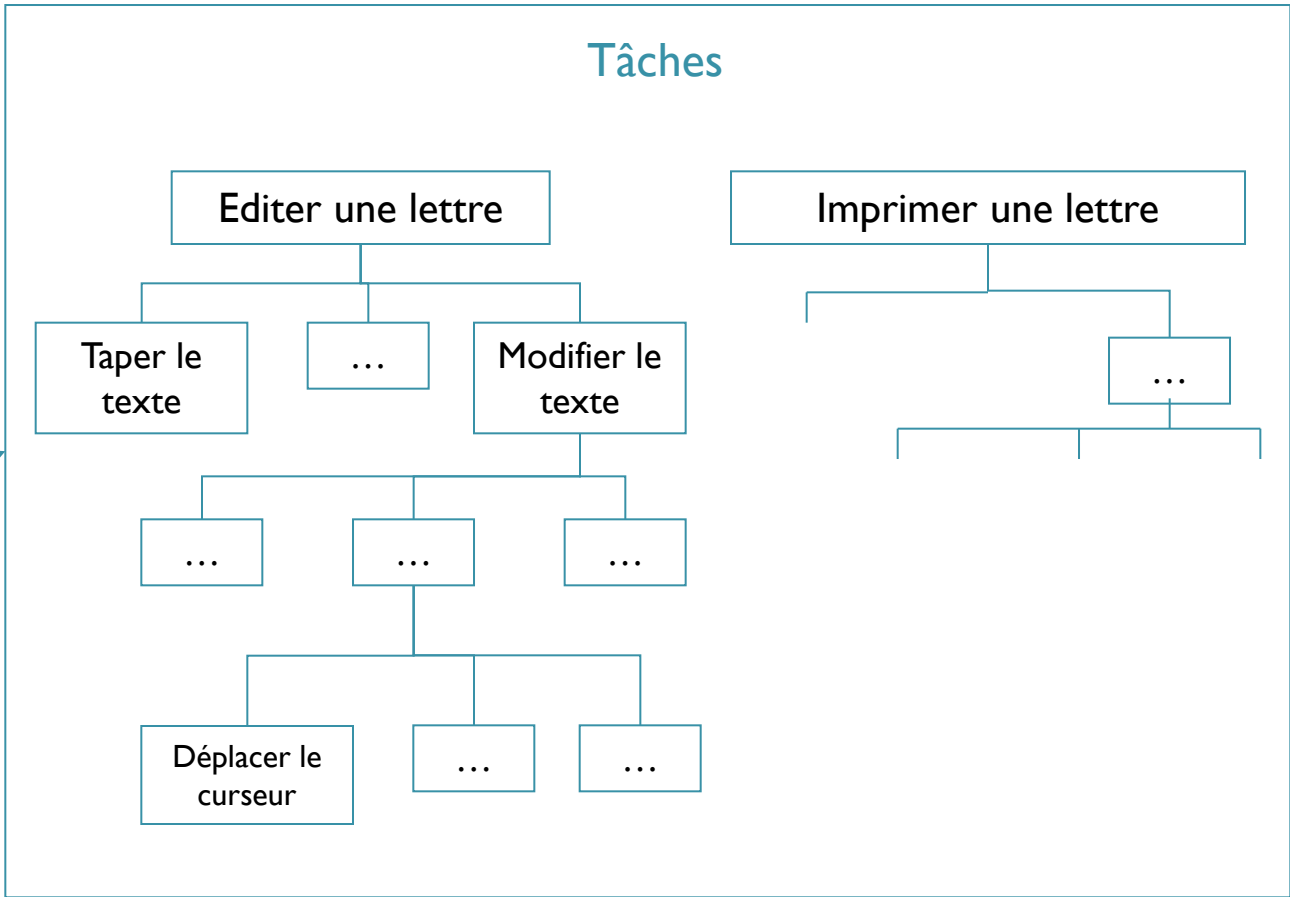 Tâches
Editer une lettre
Imprimer une lettre
Taper le
texte
…
Modifier le
texte
…
…
…
…
Déplacer le
curseur
…
…